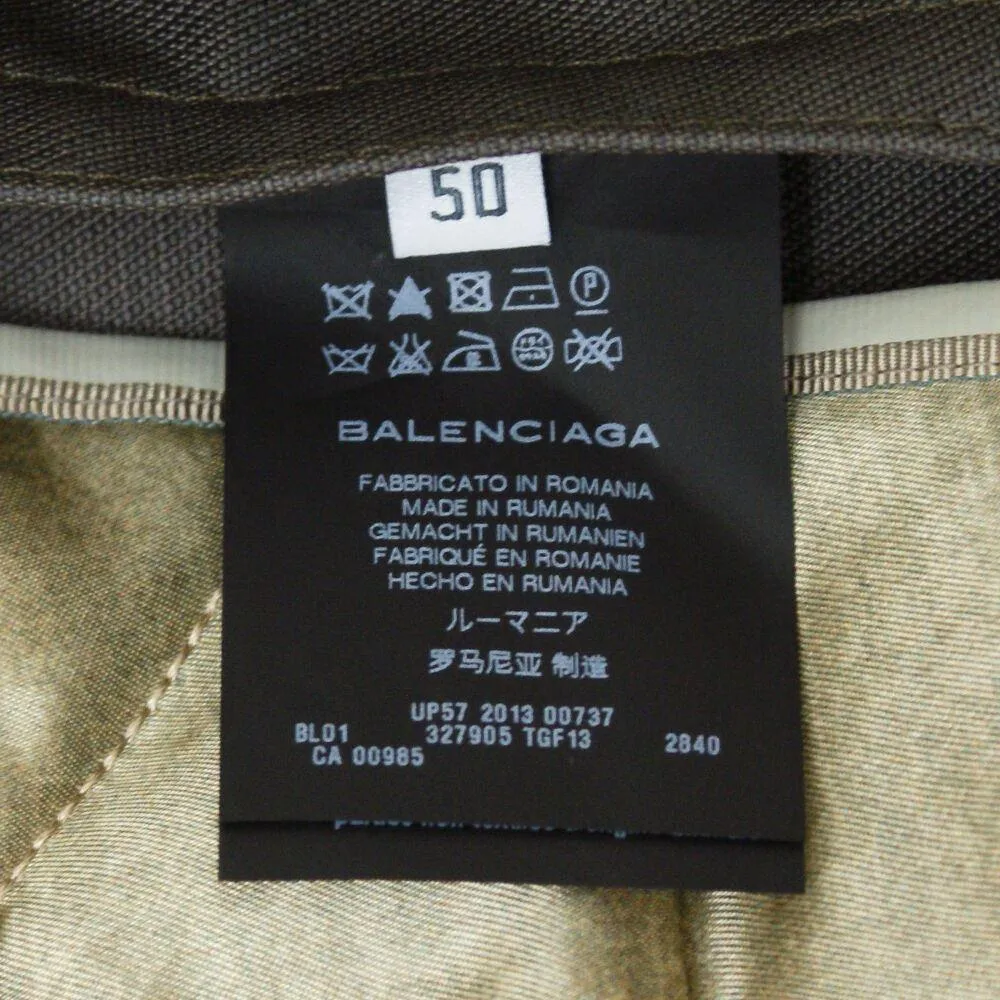 50
BALENCIAGA
FABBRICATO IN ROMANIA
MADE IN RUMANIA
GEMACHT IN RUMANIEN
FABRIQUÉ EN ROMANIE
HECHO EN RUMANIA
ルーマニア
罗马尼亚 制造
UP57 2013 00737
BL01 327905 TGF13 2840
CA 00985